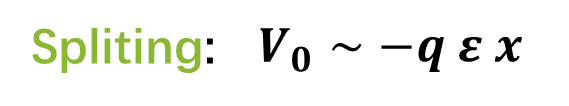 Spliting: V₀ ~ −q ε x